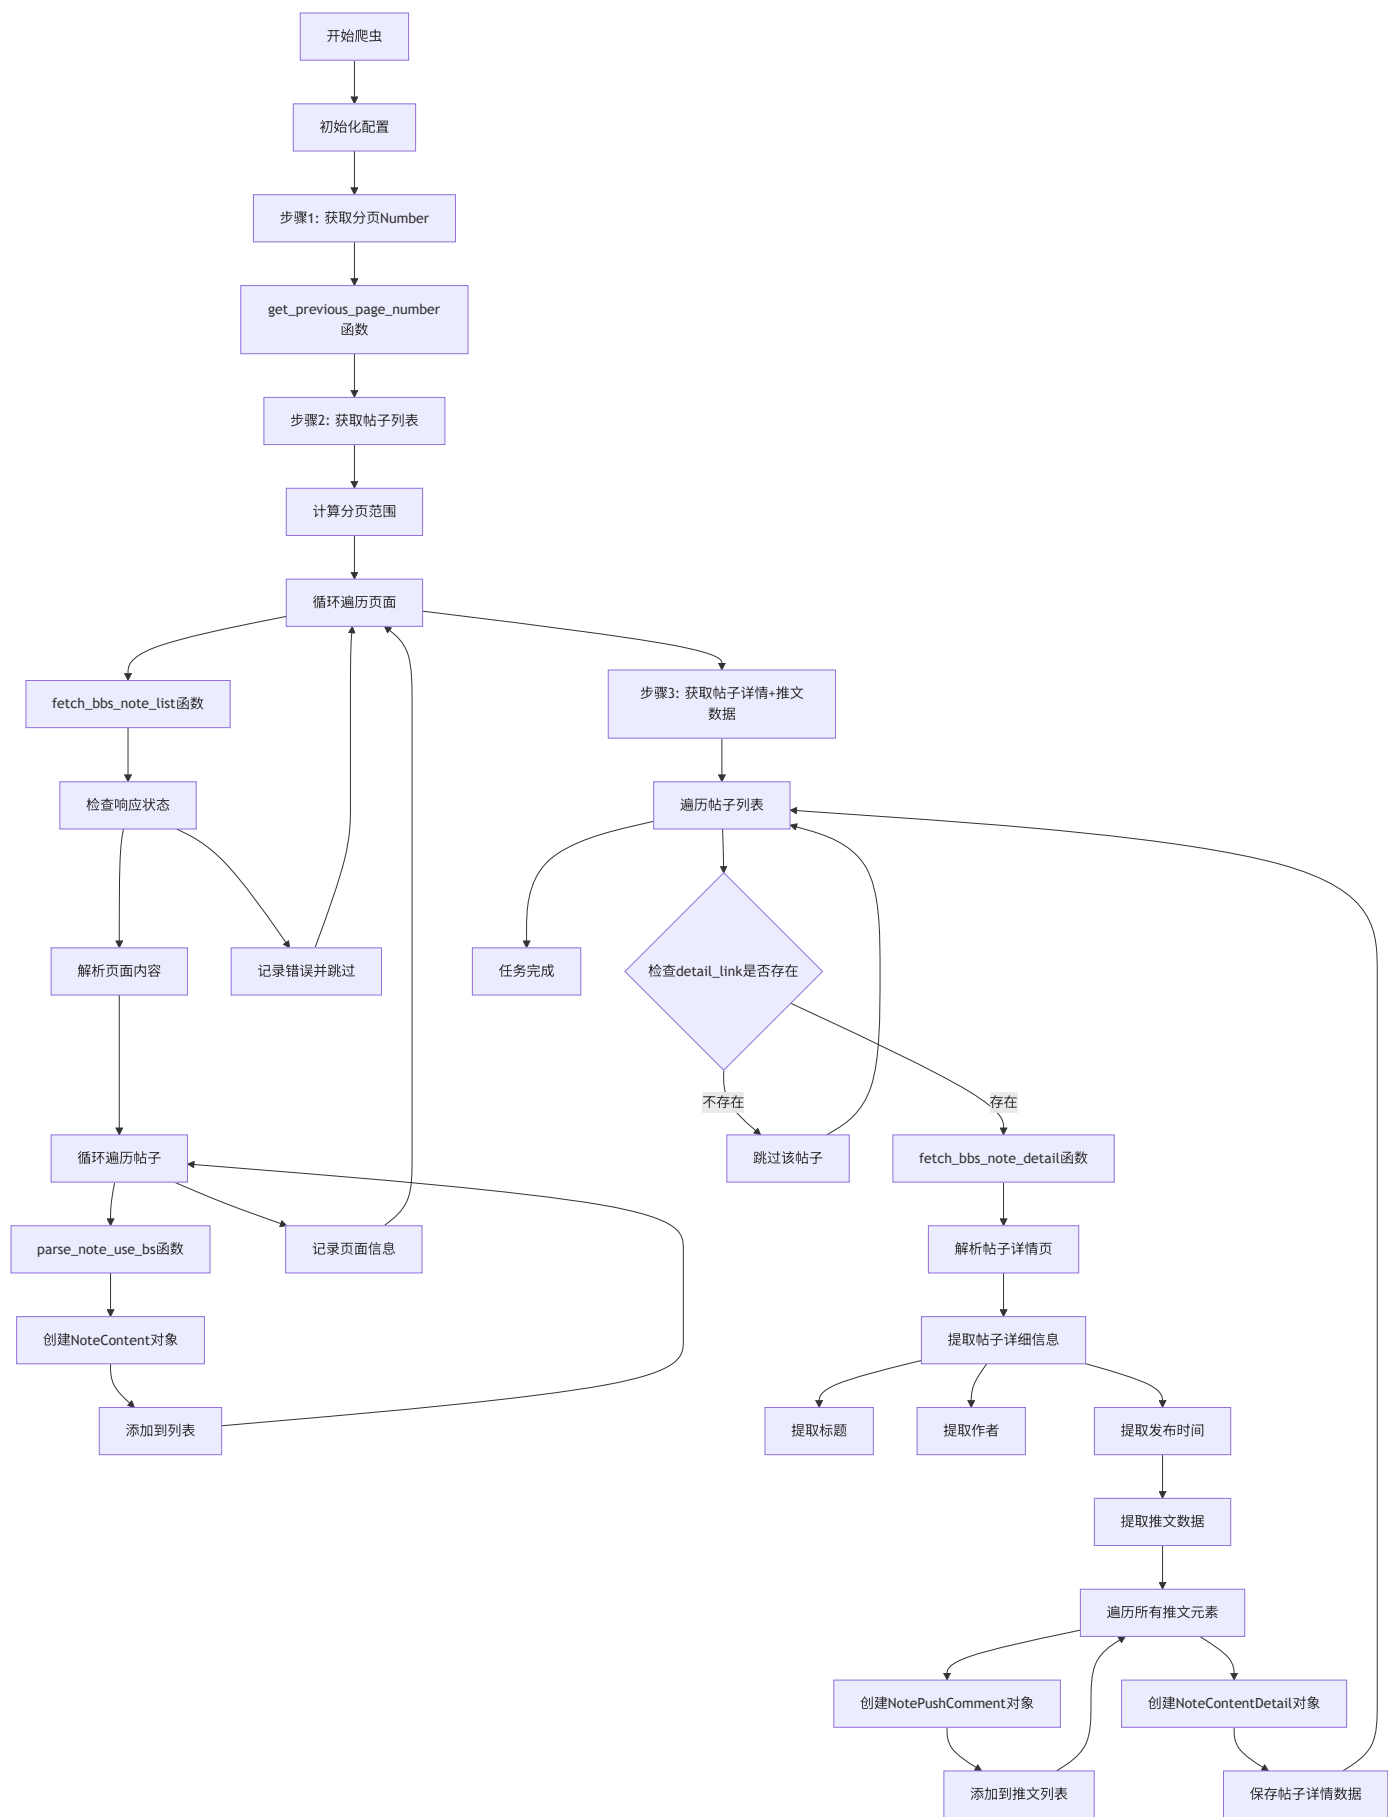 开始爬虫
初始化配置
步骤1: 获取分页Number
get_previous_page_number
函数
步骤2: 获取帖子列表
计算分页范围
循环遍历页面
fetch_bbs_note_list函数
步骤3: 获取帖子详情+推文
数据
检查响应状态
遍历帖子列表
解析页面内容
记录错误并跳过
任务完成
检查detail_link是否存在
不存在
存在
循环遍历帖子
跳过该帖子
fetch_bbs_note_detail函数
parse_note_use_bs函数
记录页面信息
解析帖子详情页
创建NoteContent对象
提取帖子详细信息
添加到列表
提取标题
提取作者
提取发布时间
提取推文数据
遍历所有推文元素
创建NotePushComment对象
创建NoteContentDetail对象
添加到推文列表
保存帖子详情数据